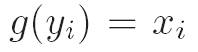 g(y_i) = x_i